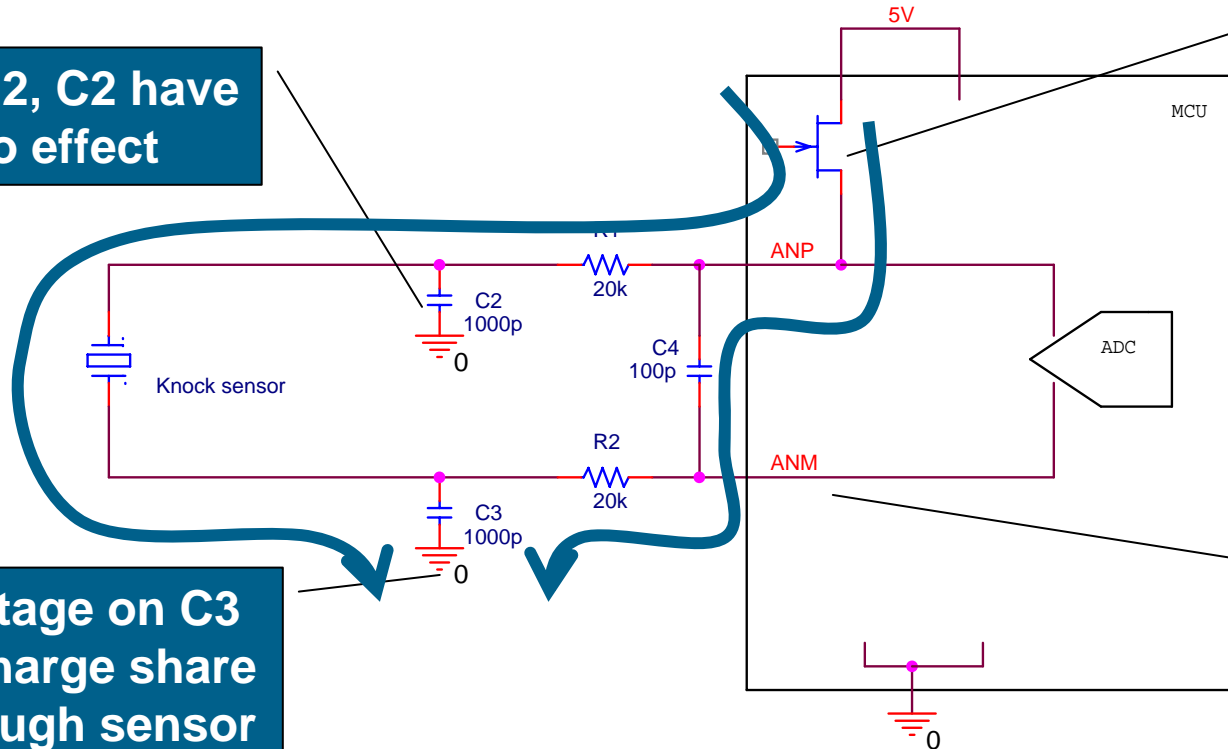 5V
2, C2 have
o effect
MCU
ANP
20k
C2
1000p
0
C4
100p
ADC
Knock sensor
R2
ANM
20k
C3
1000p
0
tage on C3
harge share
ugh sensor
0